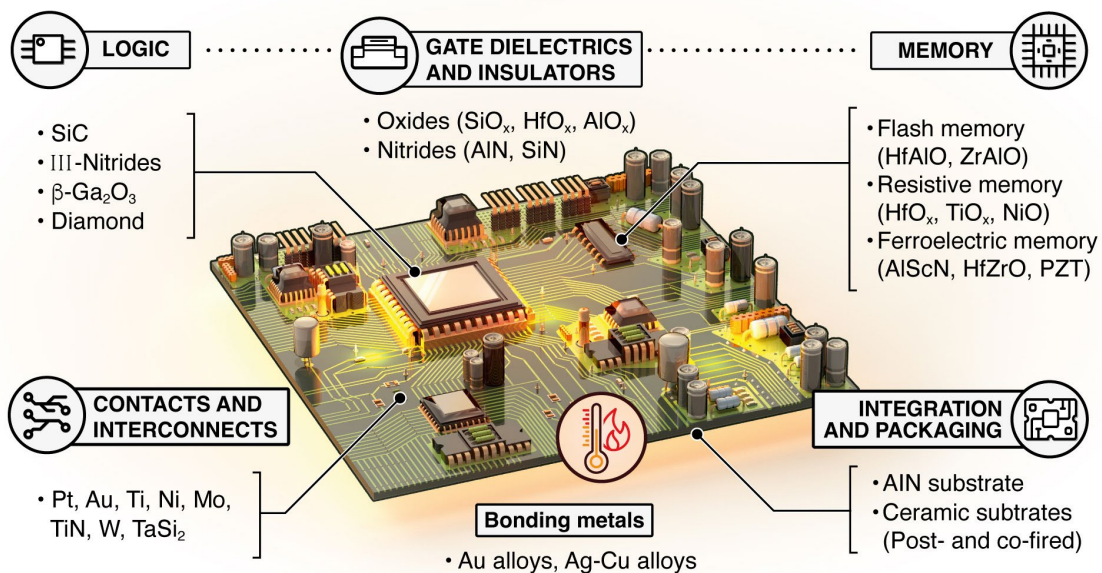 LOGIC
GATE DIELECTRICS
AND INSULATORS
MEMORY
• SiC
• III-Nitrides
• β-Ga₂O₃
• Diamond
• Oxides (SiOₓ, HfOₓ, AlOₓ)
• Nitrides (AlN, SiN)
• Flash memory
(HfAlO, ZrAlO)
• Resistive memory
(HfOₓ, TiOₓ, NiO)
• Ferroelectric memory
(AlScN, HfZrO, PZT)
CONTACTS AND
INTERCONNECTS
• Pt, Au, Ti, Ni, Mo,
TiN, W, TaSi₂
Bonding metals
• Au alloys, Ag-Cu alloys
INTEGRATION
AND PACKAGING
• AlN substrate
• Ceramic subtrates
(Post- and co-fired)